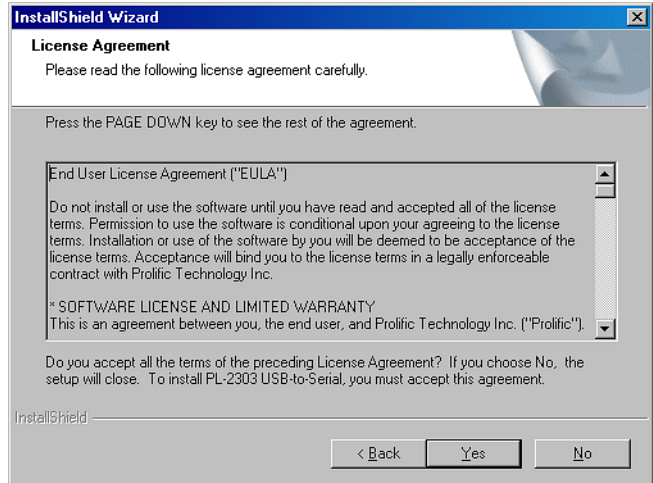 InstallShield Wizard
License Agreement
Please read the following license agreement carefully.
Press the PAGE DOWN key to see the rest of the agreement.
End User License Agreement ("EULA")
Do not install or use the software until you have read and accepted all of the license
terms. Permission to use the software is conditional upon your agreeing to the license
terms. Installation or use of the software by you will be deemed to be acceptance of the
license terms. Acceptance will bind you to the license terms in a legally enforceable
contract with Prolific Technology Inc.
* SOFTWARE LICENSE AND LIMITED WARRANTY
This is an agreement between you, the end user, and Prolific Technology Inc. ("Prolific").
Do you accept all the terms of the preceding License Agreement? If you choose No, the
setup will close. To install PL-2303 USB-to-Serial, you must accept this agreement.
InstallShield
< Back
Yes
No